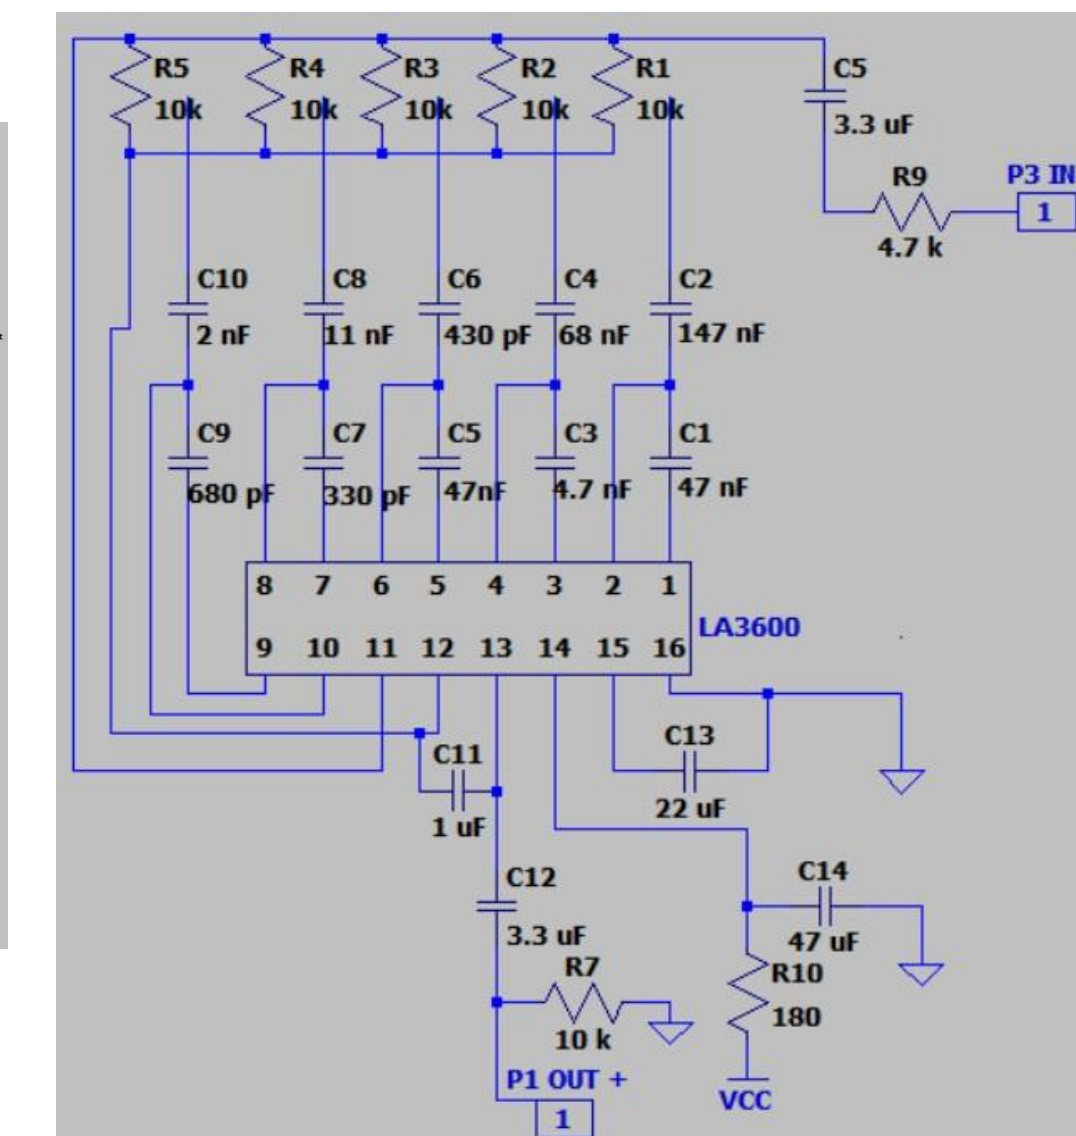 R5 R4 R3 R2 R1 C5
10k 10k 10k 10k 10k
3.3 uF
R9 P3 IN
1
4.7 k
C10 C8 C6 C4 C2
2 nF 11 nF 430 pF 68 nF 147 nF
C9 C7 C5 C3 C1
680 pF 330 pF 47nF 4.7 nF 47 nF
8 7 6 5 4 3 2 1
LA3600
9 10 11 12 13 14 15 16
C11 C13
1 uF 22 uF
C12 C14
3.3 uF 47 uF
R7 R10
10 k 180
P1 OUT + VCC
1